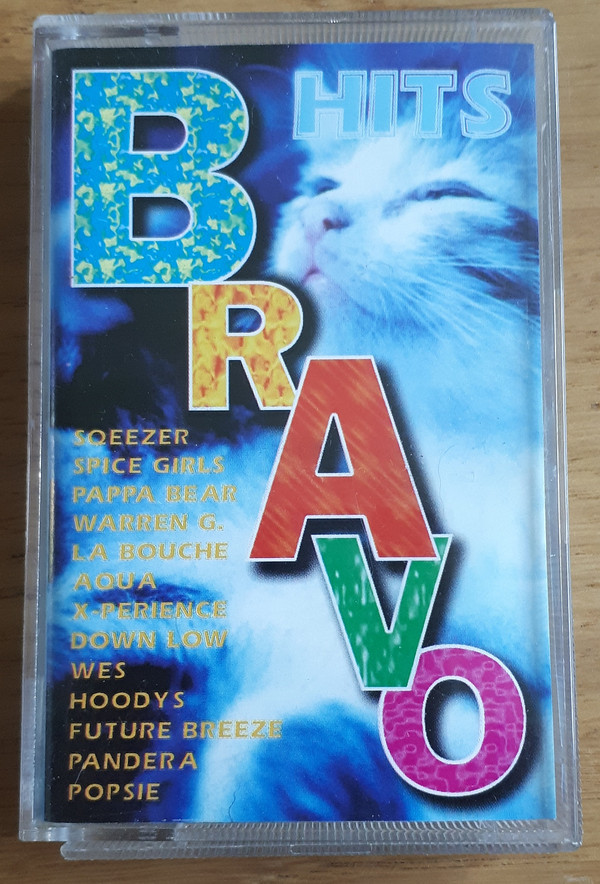 HITS
BRAVO
SQEEZER
SPICE GIRLS
PAPPA BEAR
WARREN G.
LA BOUCHE
AQUA
X-PERIENCE
DOWN LOW
WES
HOODYS
FUTURE BREEZE
PANDERA
POPSIE